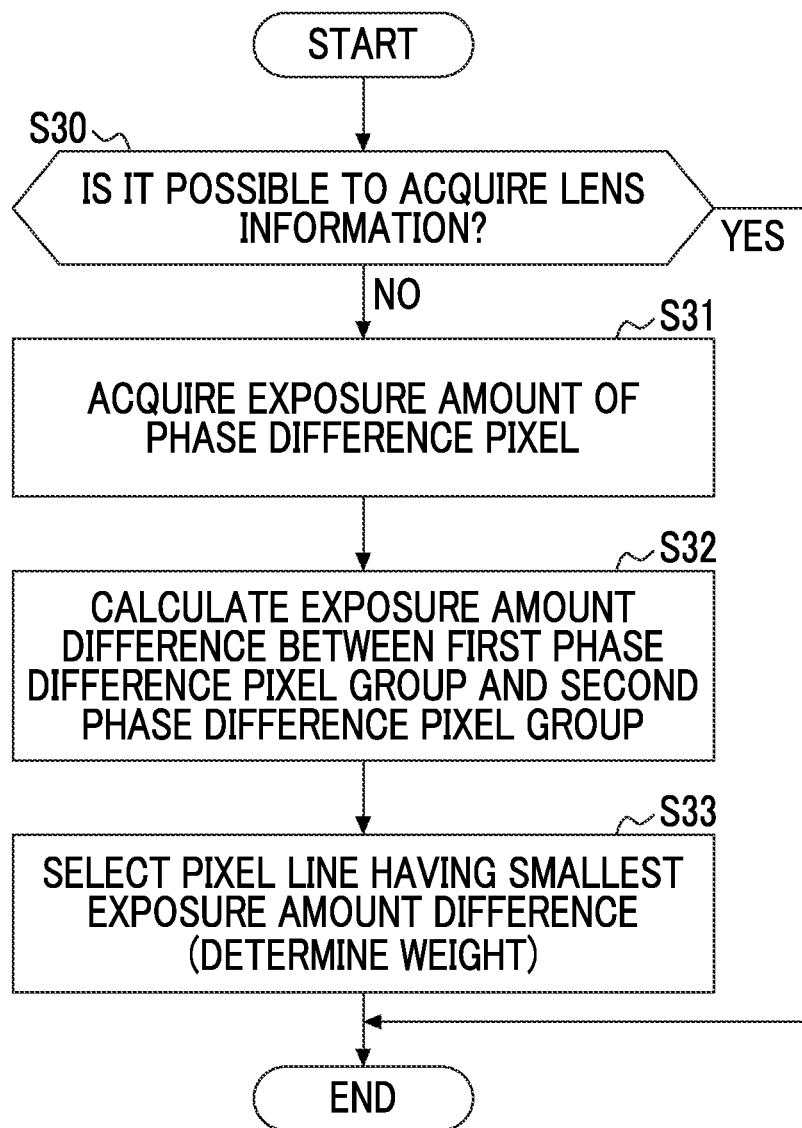 START
S30
IS IT POSSIBLE TO ACQUIRE LENS
INFORMATION?
YES
NO
S31
ACQUIRE EXPOSURE AMOUNT OF
PHASE DIFFERENCE PIXEL
S32
CALCULATE EXPOSURE AMOUNT
DIFFERENCE BETWEEN FIRST PHASE
DIFFERENCE PIXEL GROUP AND SECOND
PHASE DIFFERENCE PIXEL GROUP
S33
SELECT PIXEL LINE HAVING SMALLEST
EXPOSURE AMOUNT DIFFERENCE
(DETERMINE WEIGHT)
END